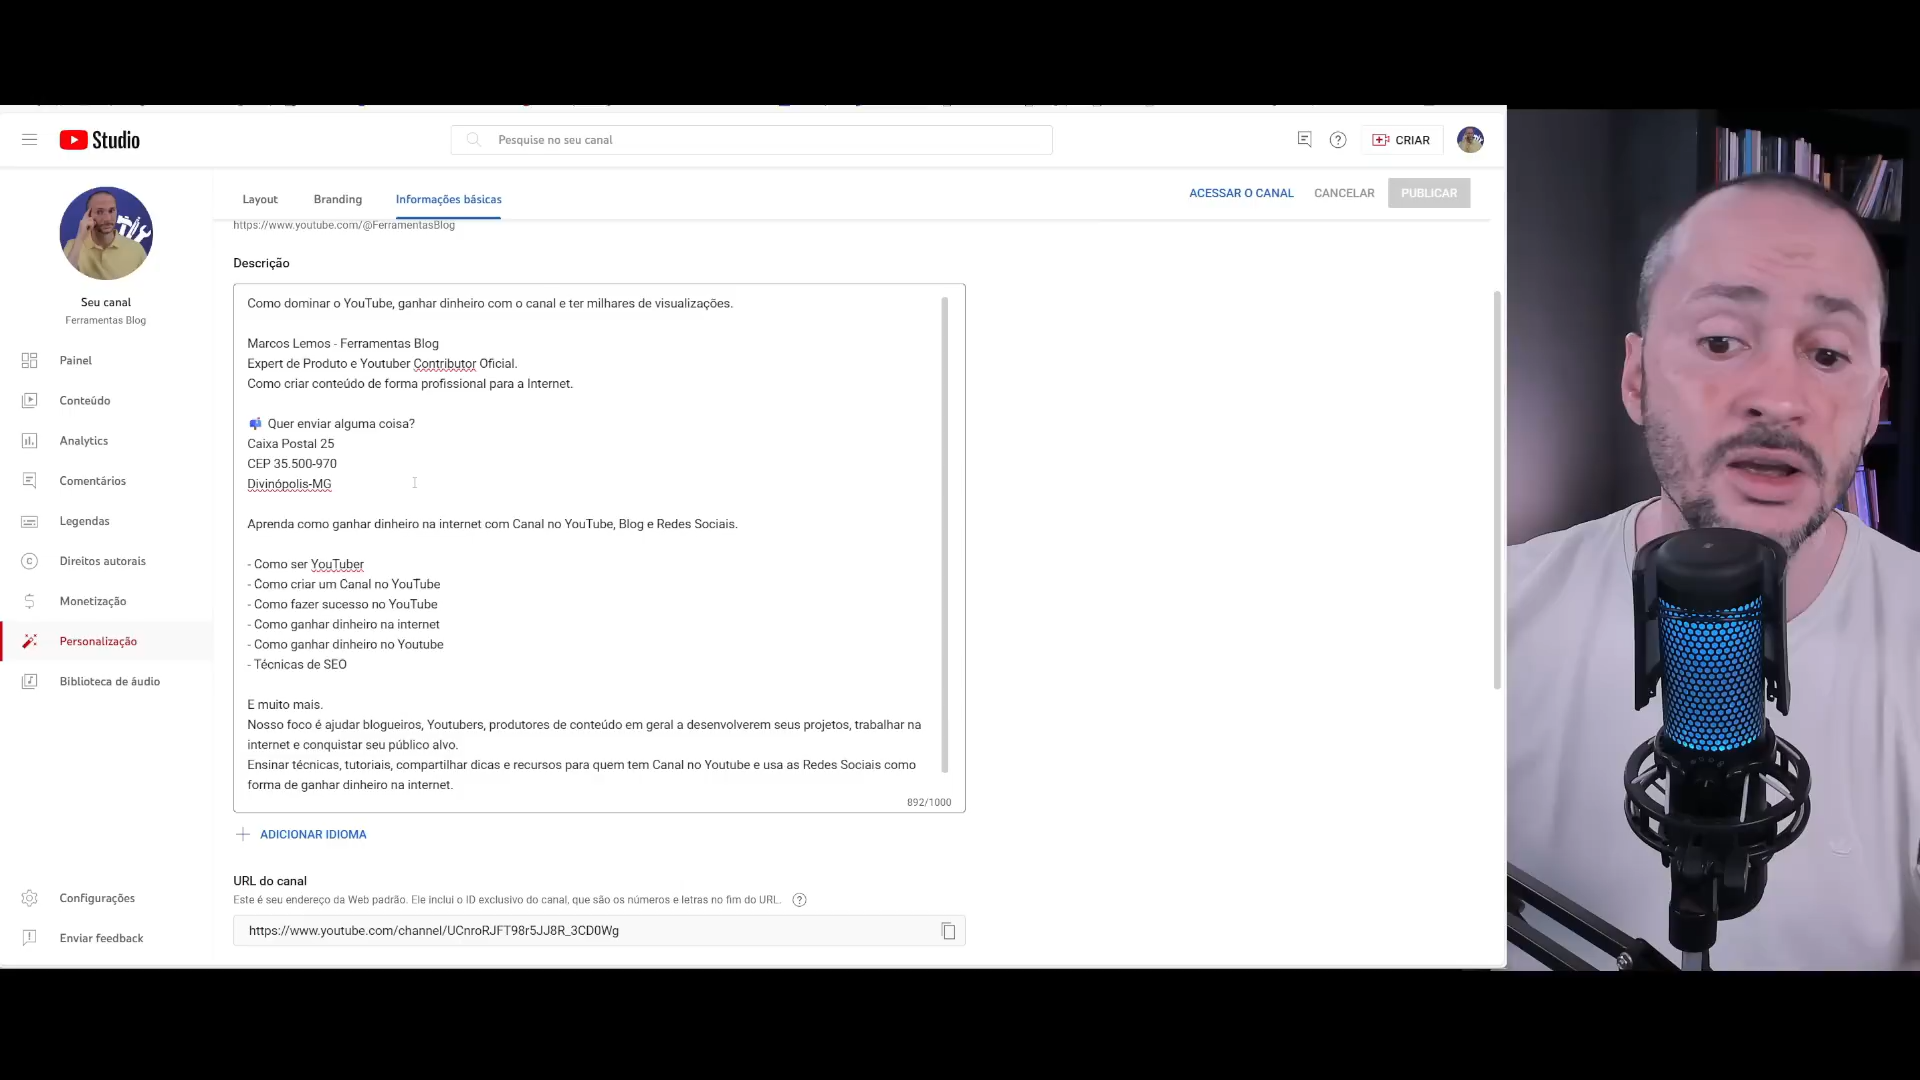 Studio
Pesquise no seu canal
CRIAR
Layout
Branding
Informações básicas
ACESSAR O CANAL
CANCELAR
PUBLICAR
https://www.youtube.com/@FerramentasBlog
Seu canal
Ferramentas Blog
Painel
Conteúdo
Analytics
Comentários
Legendas
Direitos autorais
Monetização
Personalização
Biblioteca de áudio
Configurações
Enviar feedback
Descrição
Como dominar o YouTube, ganhar dinheiro com o canal e ter milhares de visualizações.
Marcos Lemos - Ferramentas Blog
Expert de Produto e Youtuber Contributor Oficial.
Como criar conteúdo de forma profissional para a Internet.
📬 Quer enviar alguma coisa?
Caixa Postal 25
CEP 35.500-970
Divinópolis-MG
Aprenda como ganhar dinheiro na internet com Canal no YouTube, Blog e Redes Sociais.
- Como ser YouTuber
- Como criar um Canal no YouTube
- Como fazer sucesso no YouTube
- Como ganhar dinheiro na internet
- Como ganhar dinheiro no Youtube
- Técnicas de SEO
E muito mais.
Nosso foco é ajudar blogueiros, Youtubers, produtores de conteúdo em geral a desenvolverem seus projetos, trabalhar na
internet e conquistar seu público alvo.
Ensinar técnicas, tutoriais, compartilhar dicas e recursos para quem tem Canal no Youtube e usa as Redes Sociais como
forma de ganhar dinheiro na internet.
892/1000
ADICIONAR IDIOMA
URL do canal
Este é seu endereço da Web padrão. Ele inclui o ID exclusivo do canal, que são os números e letras no fim do URL.
https://www.youtube.com/channel/UCnroRJFT98r5JJ8R_3CD0Wg